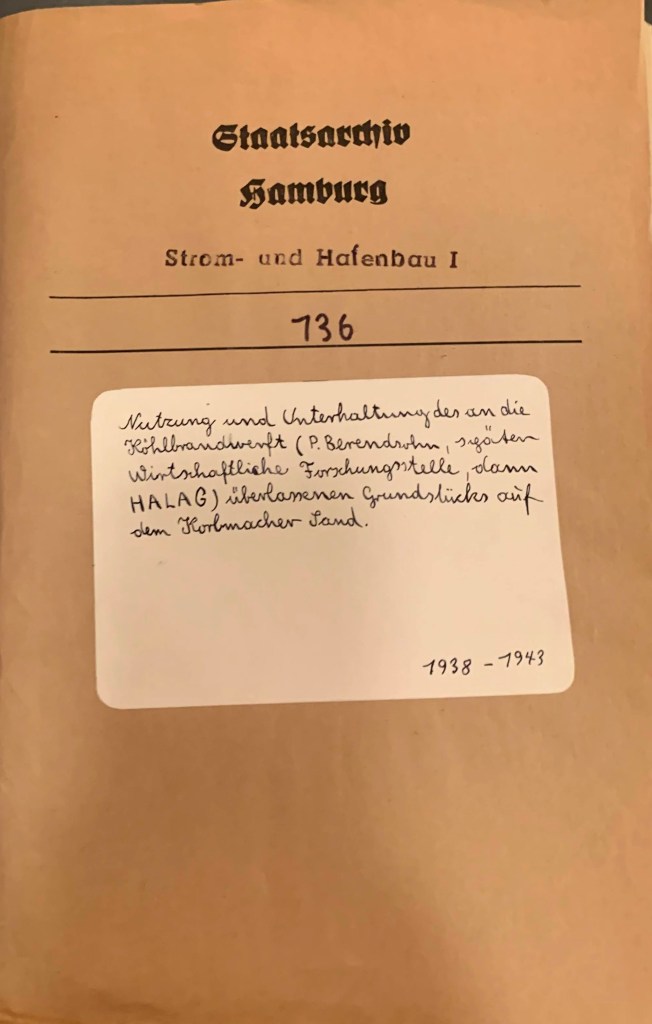 Staatsarchiv
Hamburg
Strom- und Hafenbau I
736
Nutzung und Unterhaltung des an die
Köhlbrandwerft (P. Berendsohn, später
Wirtschaftliche Forschungsstelle, dann
HALAG) überlassenen Grundstücks auf
dem Korbmacher Sand.
1938 - 1943